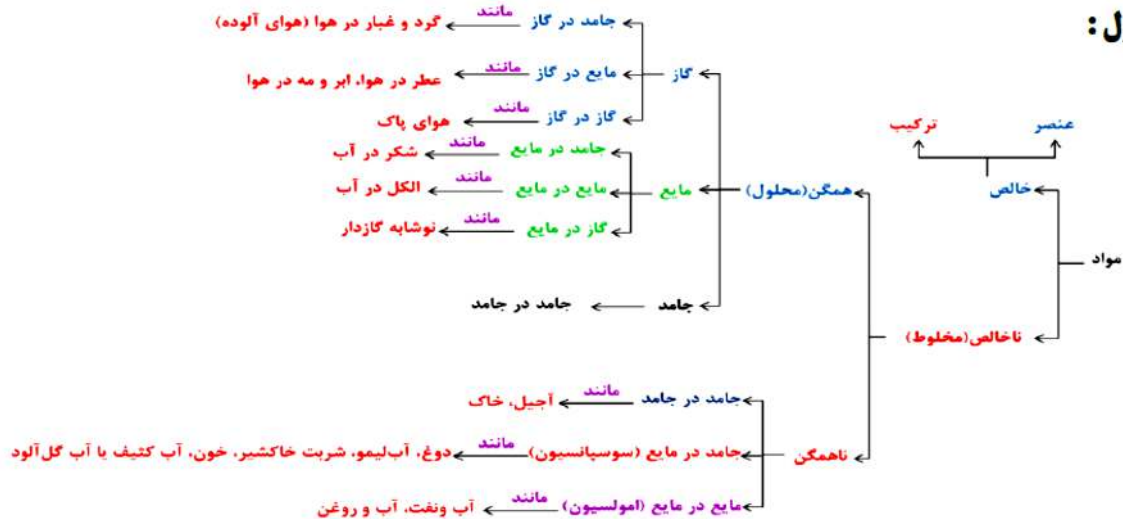 ل:
مواد
خالص
عنصر
ترکیب
ناخالص(مخلوط)
همگن(محلول)
گاز
جامد در گاز مانند گرد و غبار در هوا (هوای آلوده)
مایع در گاز مانند عطر در هوا، ابر و مه در هوا
گاز در گاز مانند هوای پاک
مایع
جامد در مایع مانند شکر در آب
مایع در مایع مانند الکل در آب
گاز در مایع مانند نوشابه گازدار
جامد
جامد در جامد
ناهمگن
جامد در جامد مانند آجیل، خاک
جامد در مایع (سوسپانسیون) مانند دوغ، آب‌لیمو، شربت خاکشیر، خون، آب کثیف یا آب گل‌آلود
مایع در مایع (امولسیون) مانند آب ونفت، آب و روغن